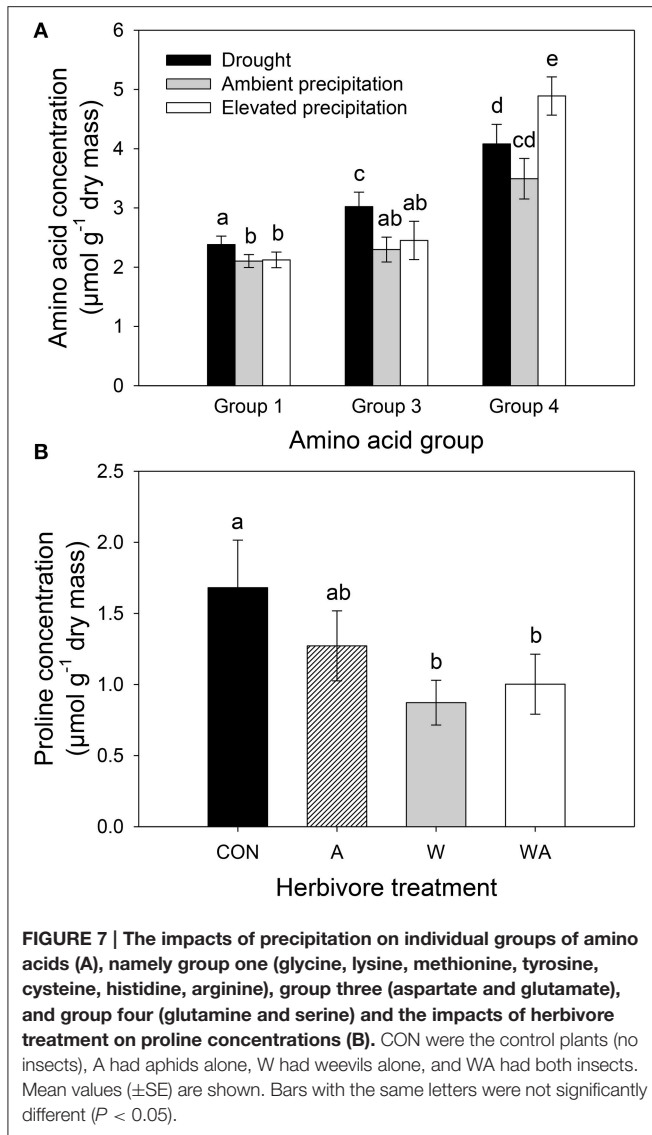 A
Amino acid concentration
(µmol g⁻¹ dry mass)
6
5
4
3
2
1
0
Drought
Ambient precipitation
Elevated precipitation
a
b
b
c
ab
ab
d
cd
e
Group 1
Group 3
Group 4
Amino acid group
B
Proline concentration
(µmol g⁻¹ dry mass)
2.5
2.0
1.5
1.0
0.5
0.0
a
ab
b
b
CON
A
W
WA
Herbivore treatment
FIGURE 7 | The impacts of precipitation on individual groups of amino
acids (A), namely group one (glycine, lysine, methionine, tyrosine,
cysteine, histidine, arginine), group three (aspartate and glutamate),
and group four (glutamine and serine) and the impacts of herbivore
treatment on proline concentrations (B). CON were the control plants (no
insects), A had aphids alone, W had weevils alone, and WA had both insects.
Mean values (±SE) are shown. Bars with the same letters were not significantly
different (P < 0.05).